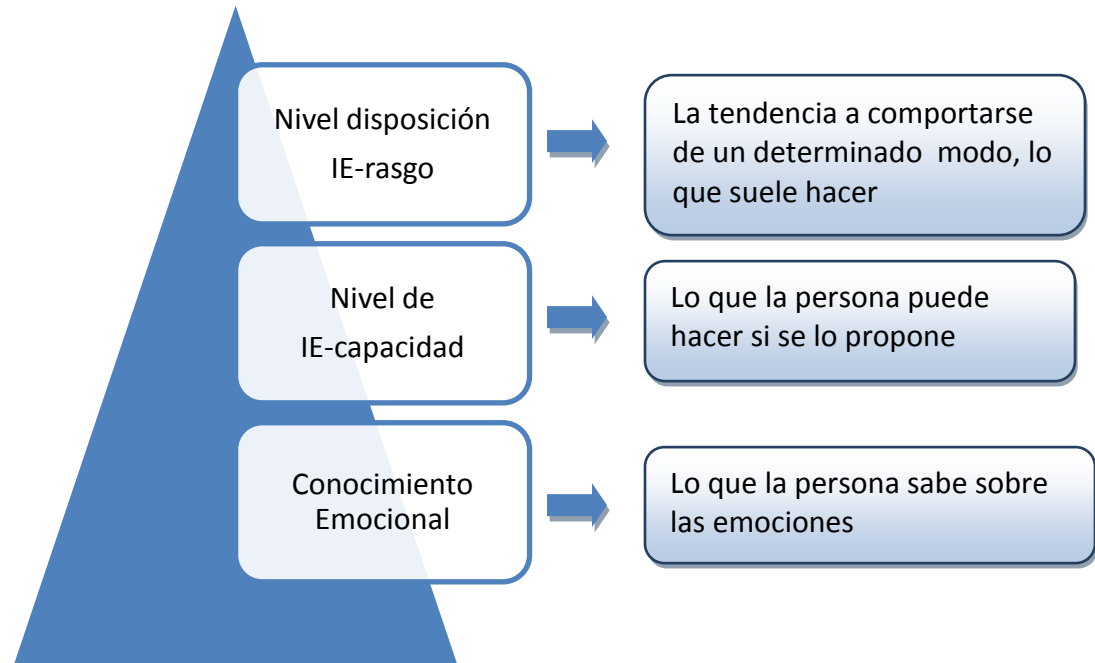 Nivel disposición
IE-rasgo
La tendencia a comportarse
de un determinado modo, lo
que suele hacer
Nivel de
IE-capacidad
Lo que la persona puede
hacer si se lo propone
Conocimiento
Emocional
Lo que la persona sabe sobre
las emociones